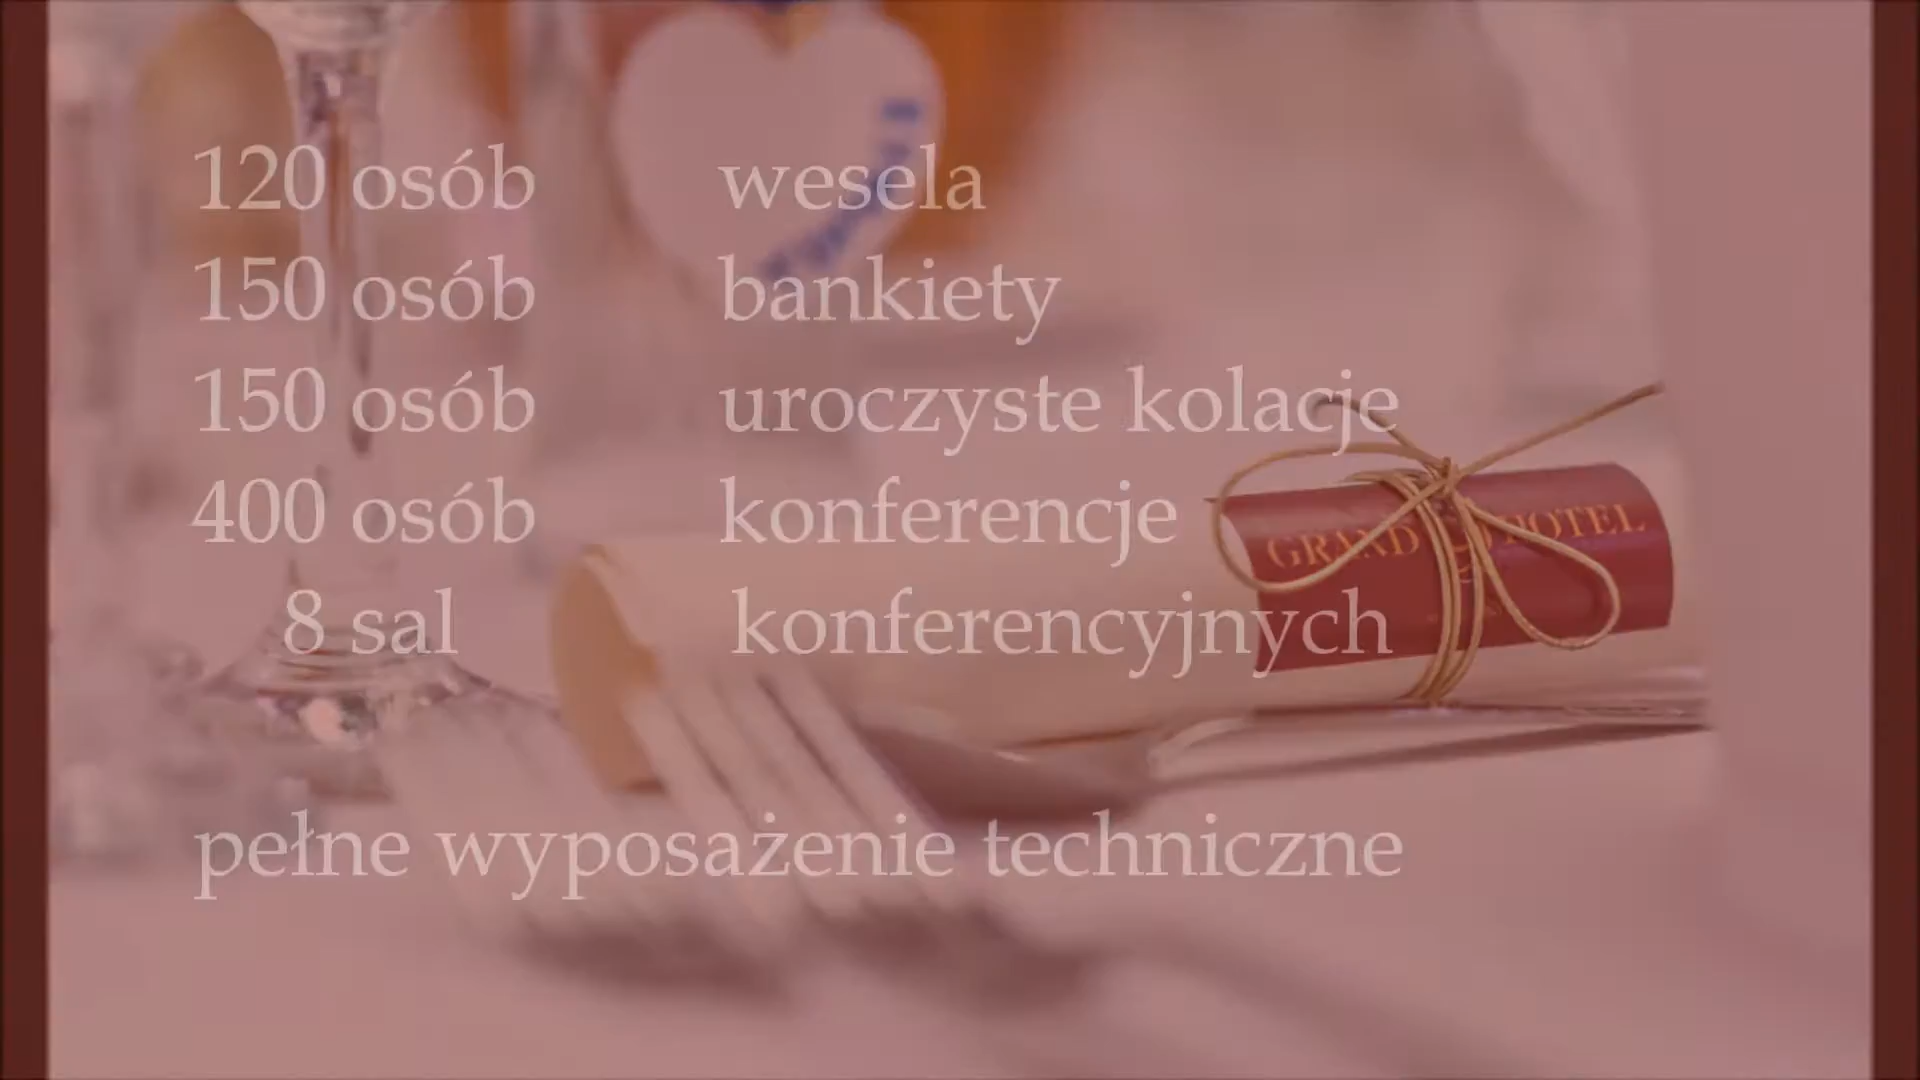 120 osób wesela
150 osób bankiety
150 osób uroczyste kolacje
400 osób konferencje
8 sal konferencyjnych
GRAND HOTEL
pełne wyposażenie techniczne